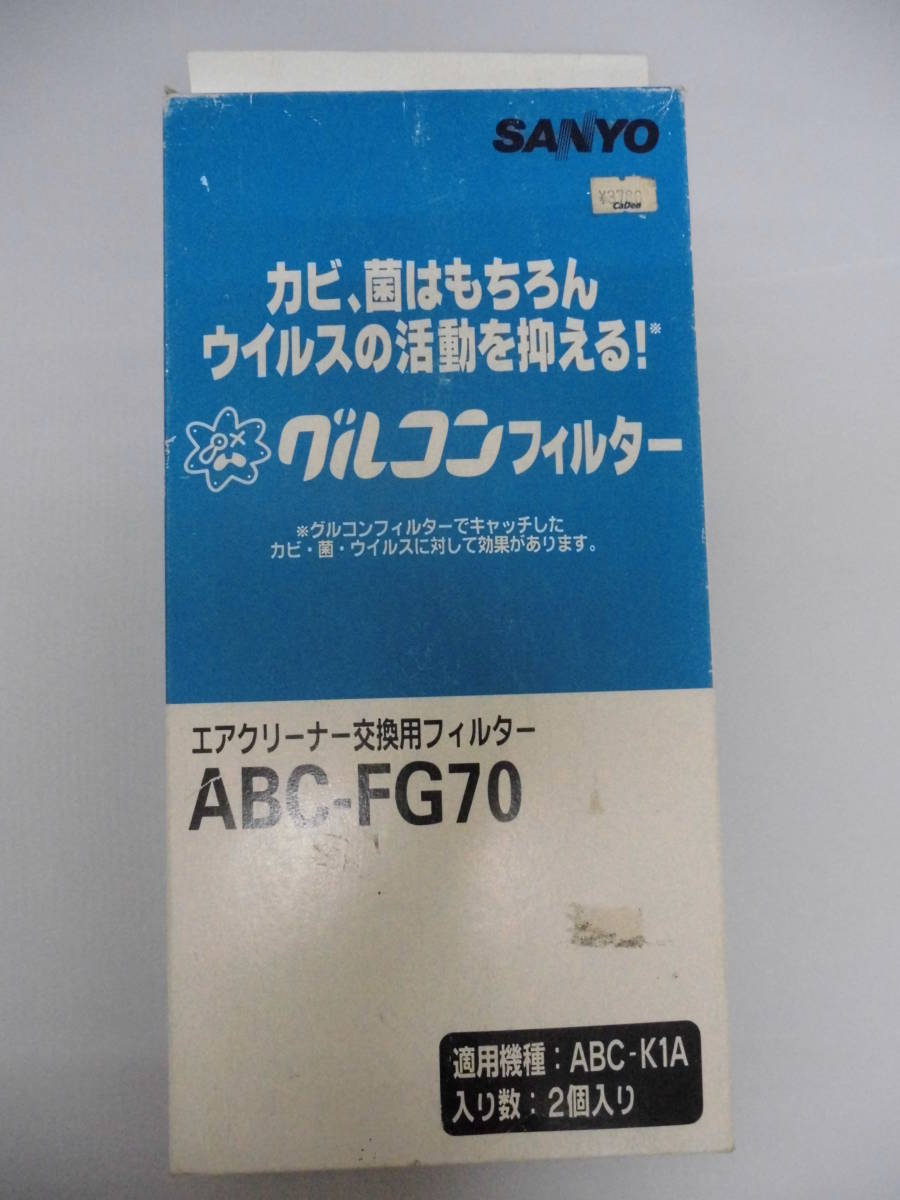 SANYO
¥3780
CaDen
カビ、菌はもちろん
ウイルスの活動を抑える!※
グルコンフィルター
※グルコンフィルターでキャッチした
カビ・菌・ウイルスに対して効果があります。
エアクリーナー交換用フィルター
ABC-FG70
適用機種:ABC-K1A
入り数:2個入り